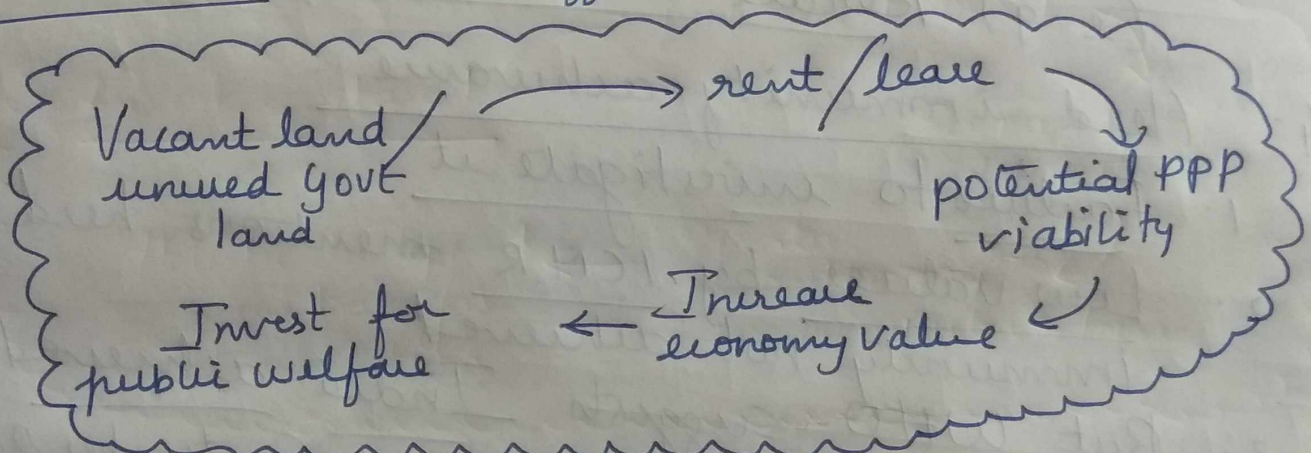 rent/lease
Vacant land/
unused govt
land
potential PPP
viability
Increase
economy value
Invest for
public welfare